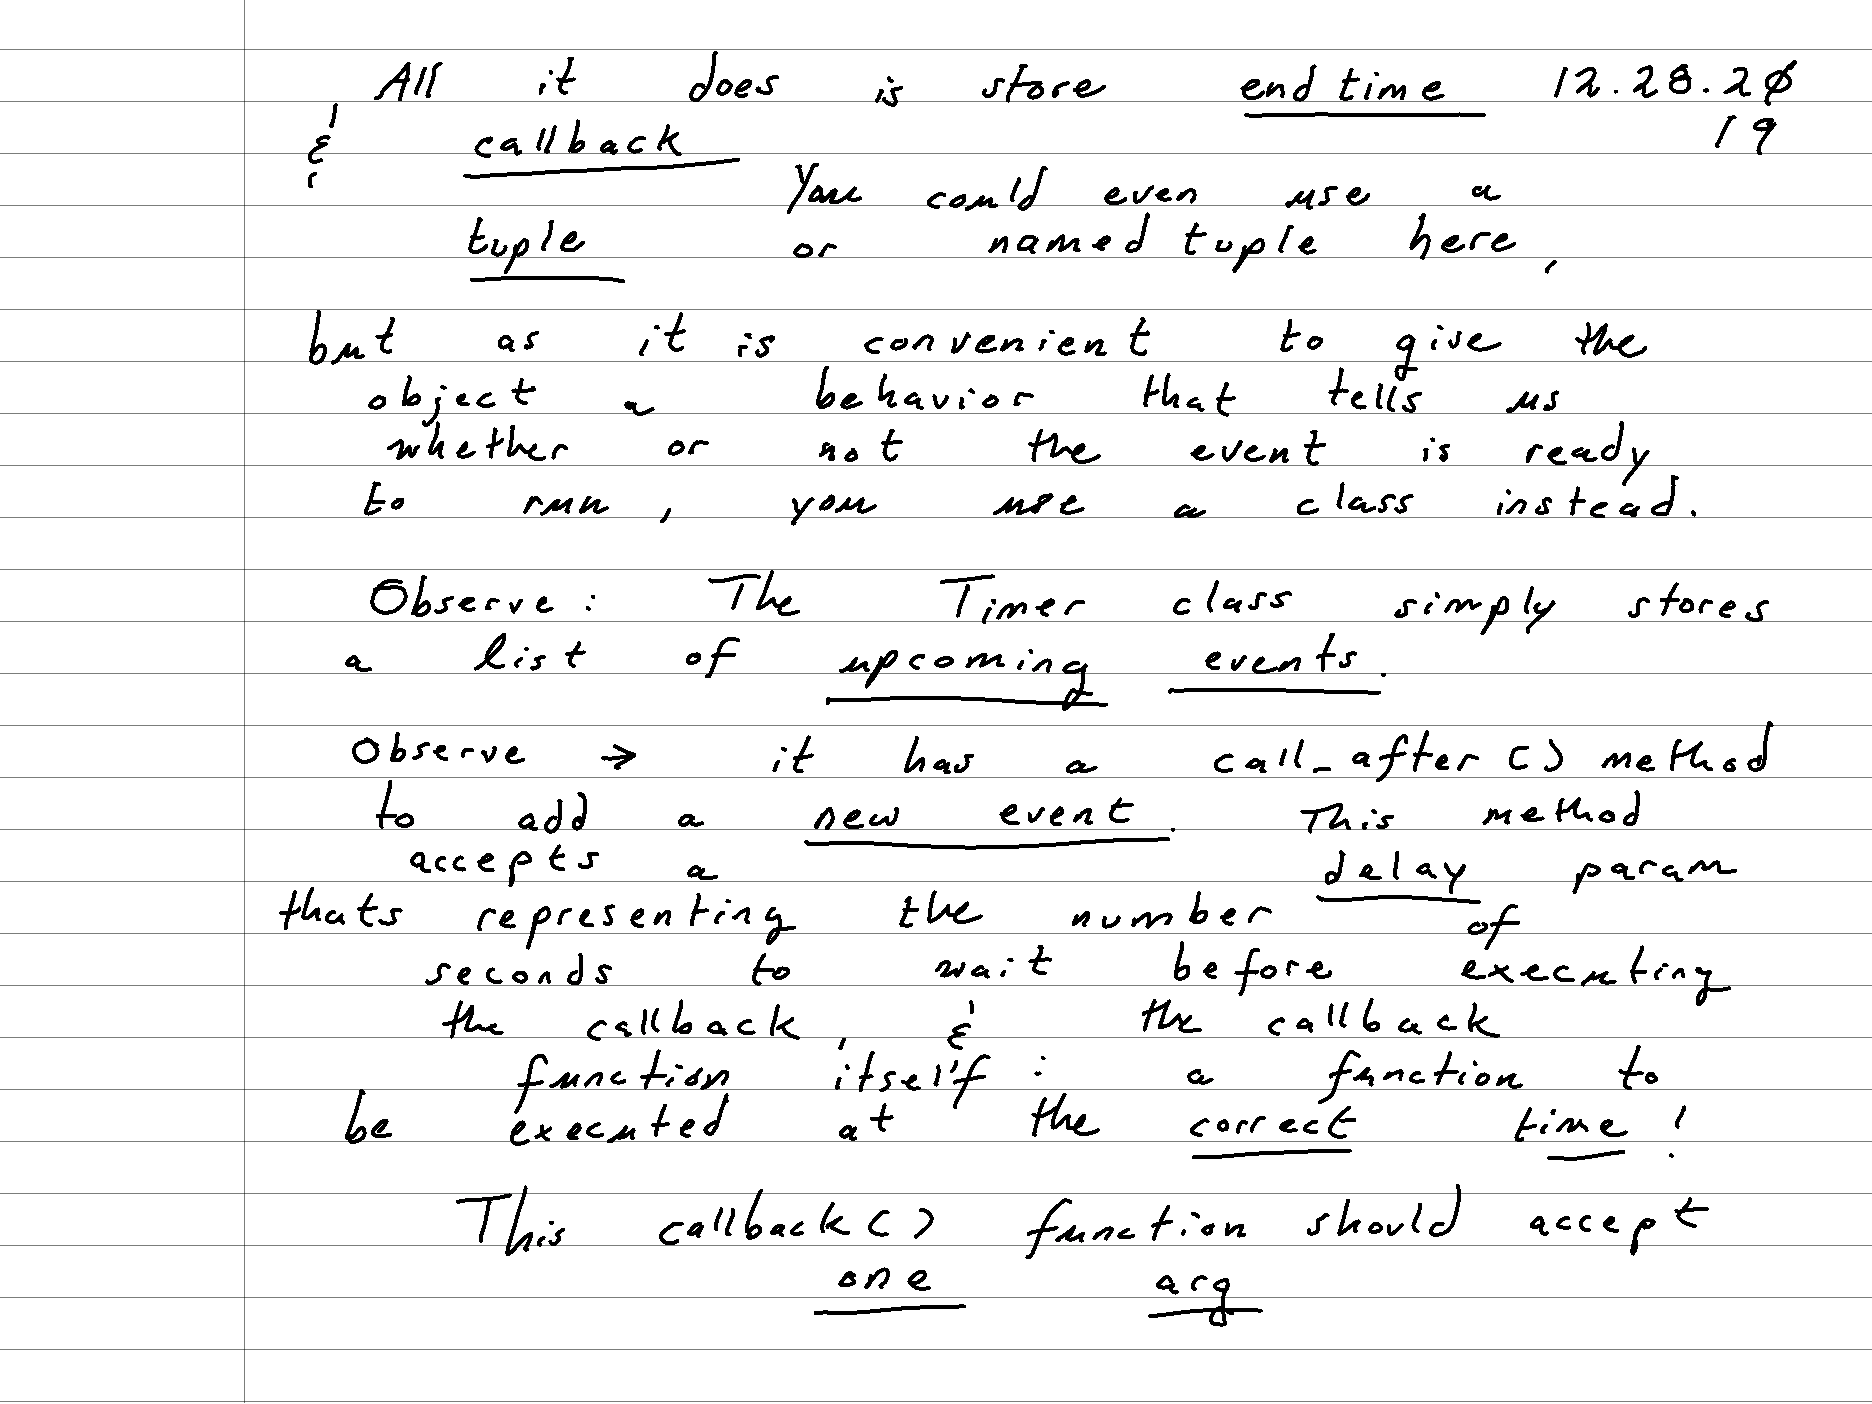 All it does is store end time 12.28.20
& callback 19
You could even use a
tuple or named tuple here,
but as it is convenient to give the
object a behavior that tells us
whether or not the event is ready
to run, you use a class instead.
Observe: The Timer class simply stores
a list of upcoming events.
Observe → it has a call_after() method
to add a new event. This method
accepts a delay param
thats representing the number of
seconds to wait before executing
the callback, & the callback
function itself: a function to
be executed at the correct time!
This callback() function should accept
one arg